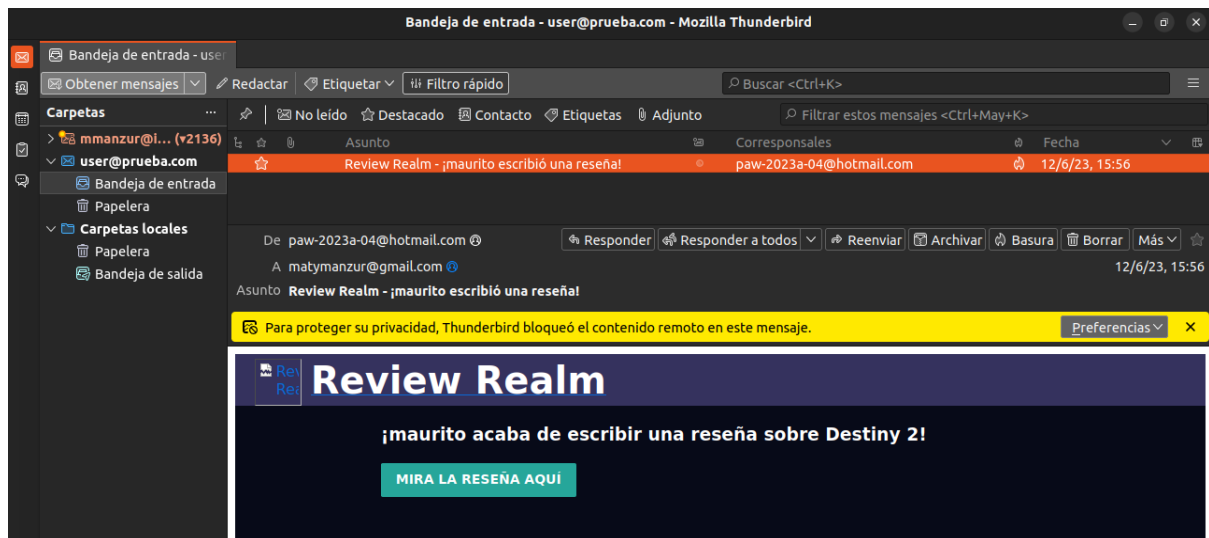 Bandeja de entrada - user@prueba.com - Mozilla Thunderbird
Bandeja de entrada - user
Obtener mensajes Redactar Etiquetar Filtro rápido Buscar <Ctrl+K>
Carpetas ... No leído Destacado Contacto Etiquetas Adjunto Filtrar estos mensajes <Ctrl+May+K>
mmanzur@i... (▾2136) Asunto Corresponsales Fecha
user@prueba.com Review Realm - ¡maurito escribió una reseña! paw-2023a-04@hotmail.com 12/6/23, 15:56
Bandeja de entrada
Papelera
Carpetas locales
Papelera
Bandeja de salida
De paw-2023a-04@hotmail.com Responder Responder a todos Reenviar Archivar Basura Borrar Más
A matymanzur@gmail.com 12/6/23, 15:56
Asunto Review Realm - ¡maurito escribió una reseña!
Para proteger su privacidad, Thunderbird bloqueó el contenido remoto en este mensaje. Preferencias
Rev
Rea
Review Realm
¡maurito acaba de escribir una reseña sobre Destiny 2!
MIRA LA RESEÑA AQUÍ